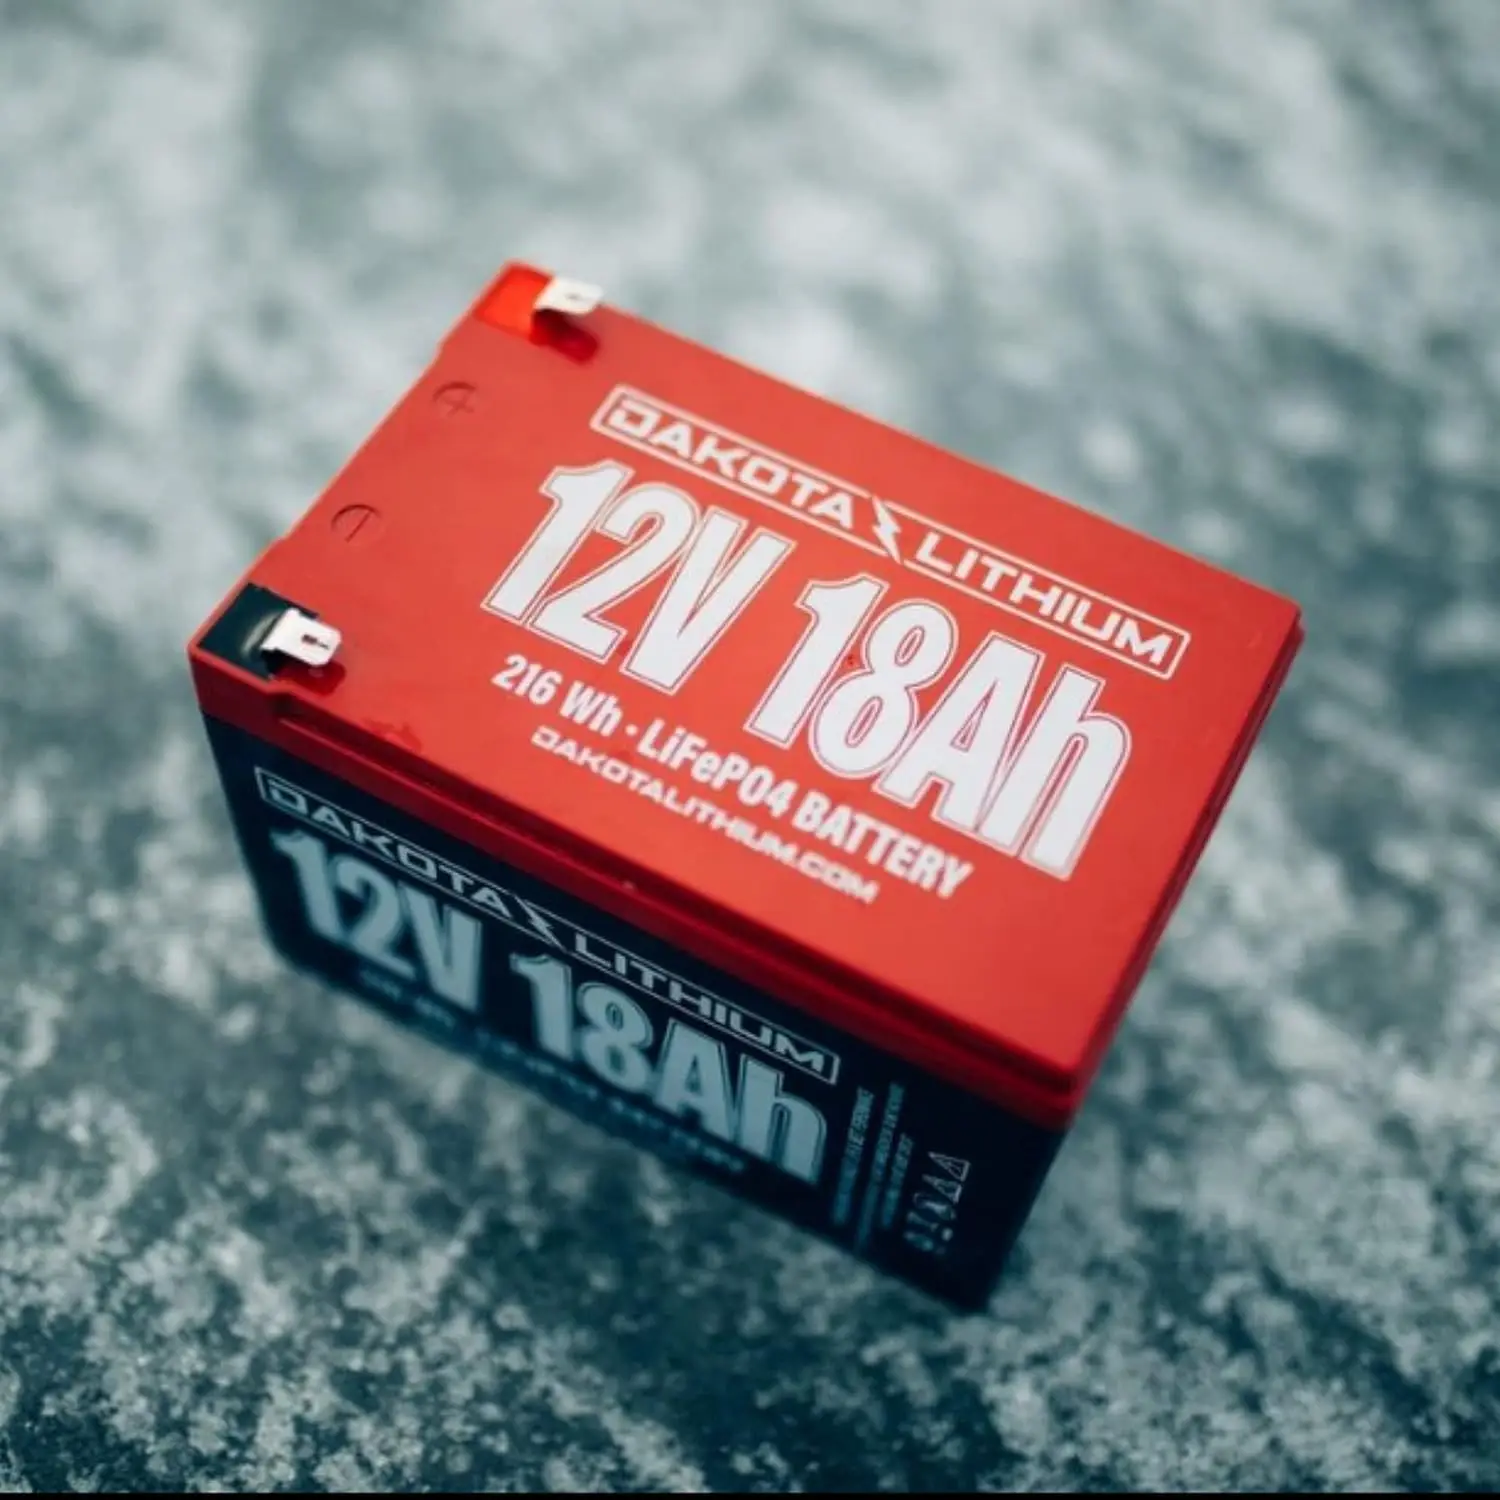 DAKOTA LITHIUM
12V 18Ah
216 Wh · LiFePO4 BATTERY
DAKOTALITHIUM.COM
DAKOTA LITHIUM
12V 18Ah